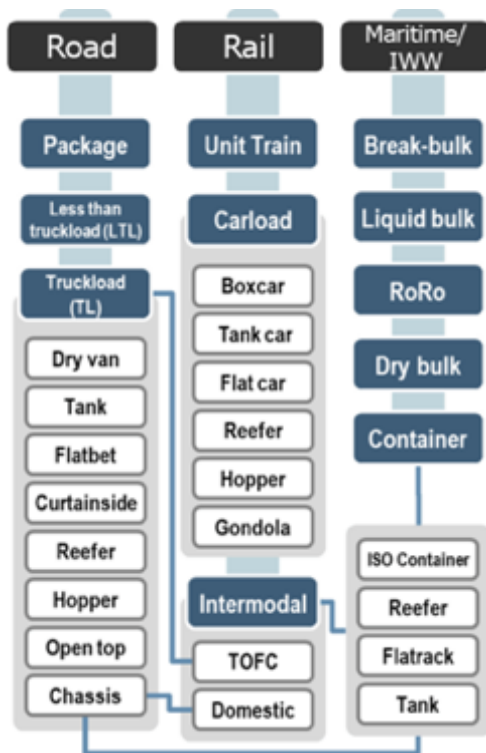 Road
Package
Less than
truckload (LTL)
Truckload
(TL)
Dry van
Tank
Flatbet
Curtainside
Reefer
Hopper
Open top
Chassis
Rail
Unit Train
Carload
Boxcar
Tank car
Flat car
Reefer
Hopper
Gondola
Intermodal
TOFC
Domestic
Maritime/
IWW
Break-bulk
Liquid bulk
RoRo
Dry bulk
Container
ISO Container
Reefer
Flatrack
Tank